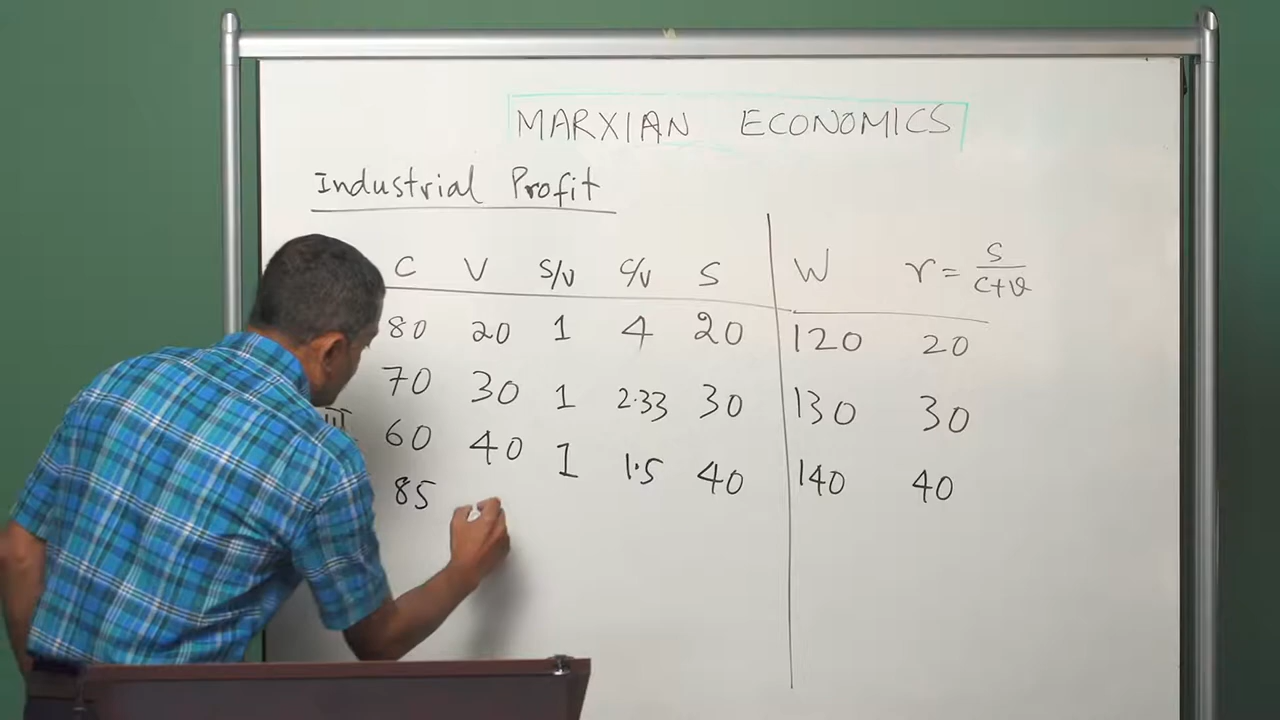 MARXIAN ECONOMICS
Industrial Profit
C V S/v C/v S W r = S/C+v
80 20 1 4 20 120 20
70 30 1 2.33 30 130 30
III 60 40 1 1.5 40 140 40
85